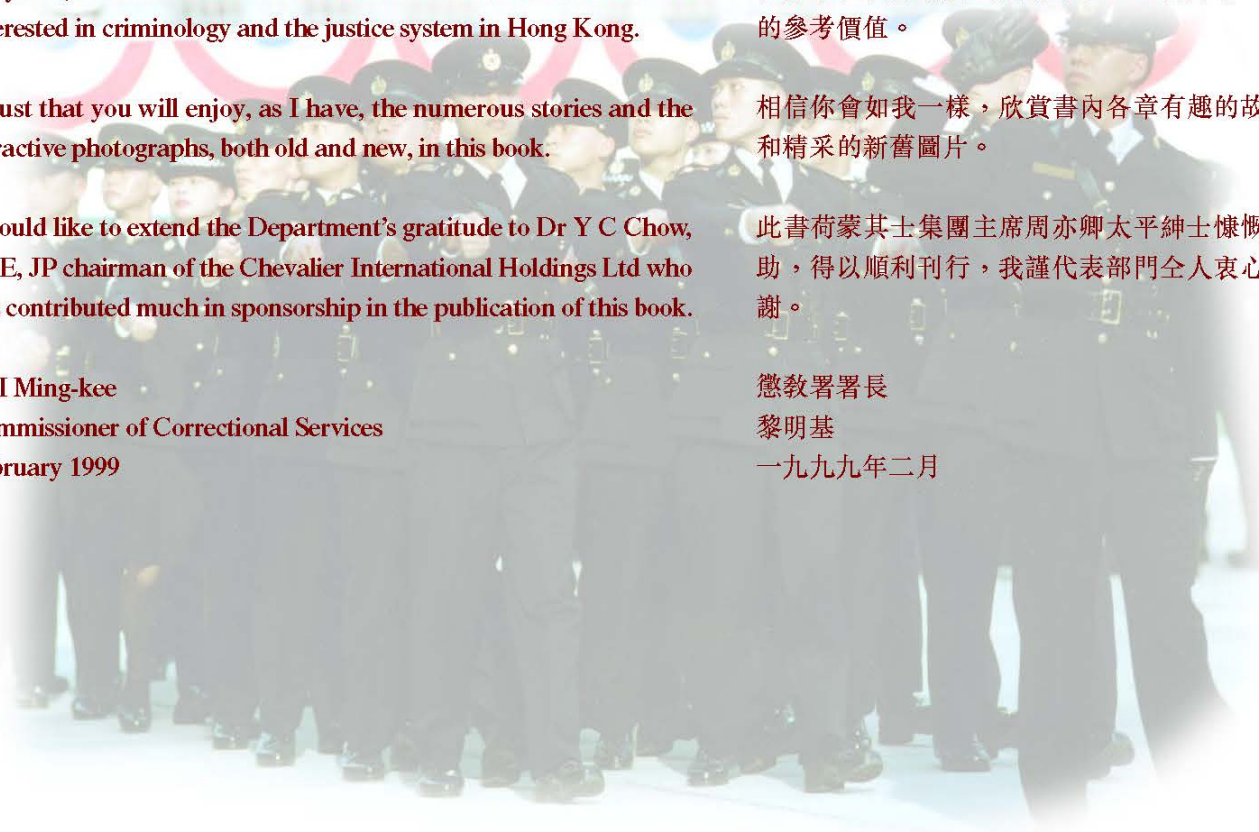 erested in criminology and the justice system in Hong Kong.
ust that you will enjoy, as I have, the numerous stories and the
ractive photographs, both old and new, in this book.
ould like to extend the Department's gratitude to Dr Y C Chow,
E, JP chairman of the Chevalier International Holdings Ltd who
contributed much in sponsorship in the publication of this book.
I Ming-kee
mmissioner of Correctional Services
bruary 1999
的參考價值。
相信你會如我一樣，欣賞書內各章有趣的故
和精采的新舊圖片。
此書荷蒙其士集團主席周亦卿太平紳士慷慨
助，得以順利刊行，我謹代表部門仝人衷心
謝。
懲教署署長
黎明基
一九九九年二月